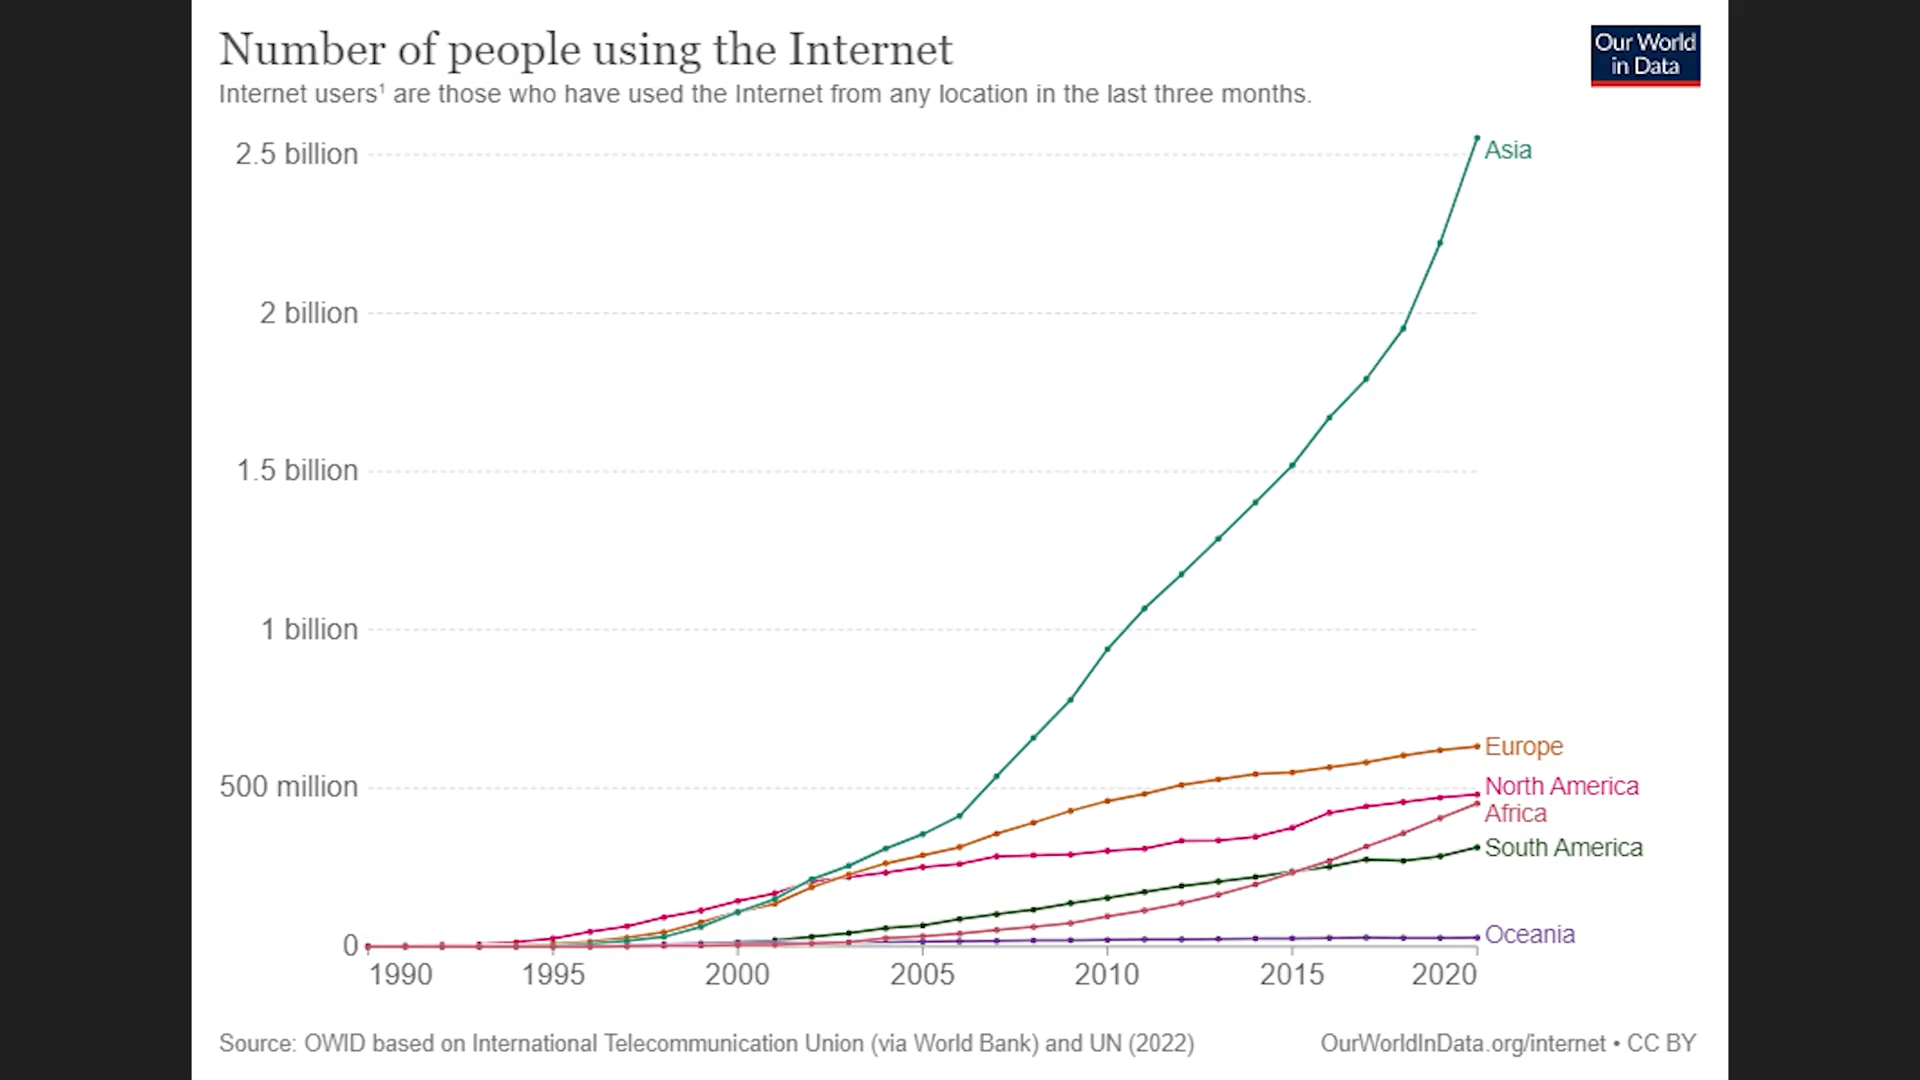 Number of people using the Internet
Internet users¹ are those who have used the Internet from any location in the last three months.
Our World
in Data
2.5 billion
Asia
2 billion
1.5 billion
1 billion
Europe
500 million
North America
Africa
South America
Oceania
0
1990 1995 2000 2005 2010 2015 2020
Source: OWID based on International Telecommunication Union (via World Bank) and UN (2022)
OurWorldInData.org/internet • CC BY